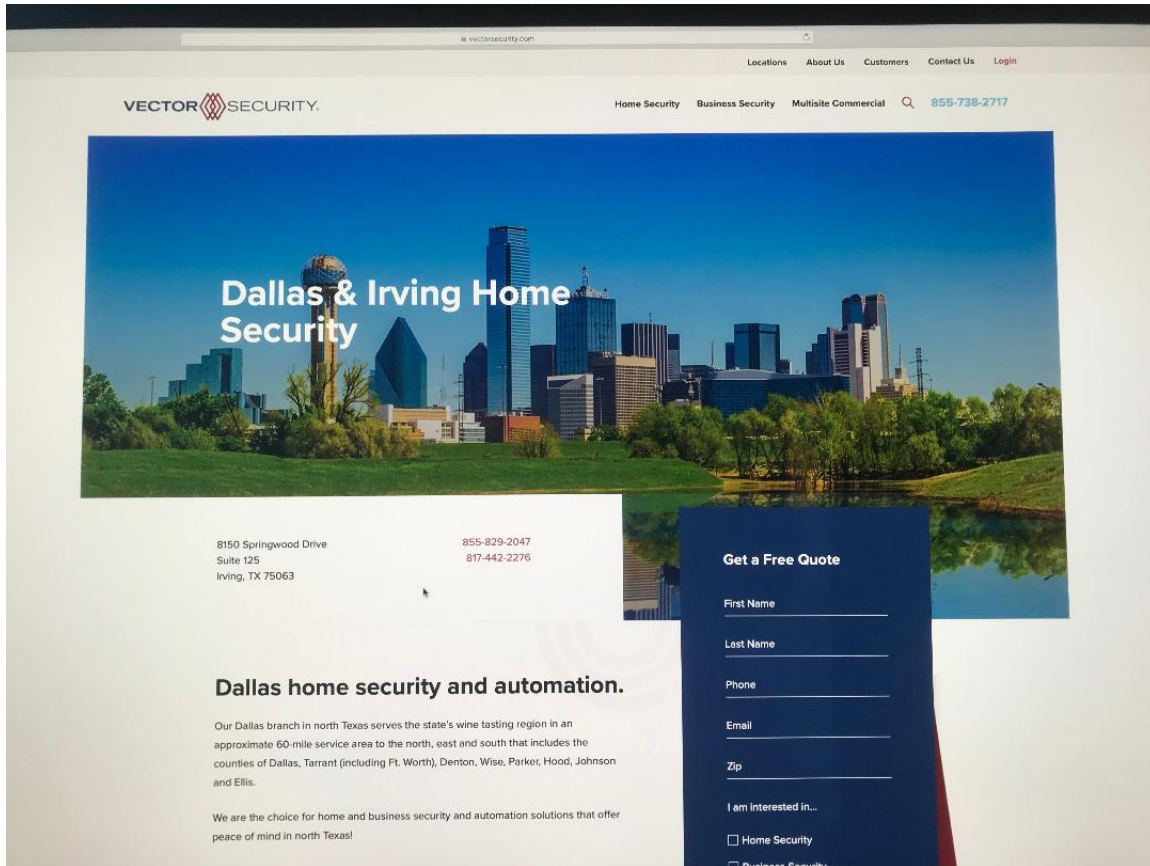 vectorsecurity.com
Locations About Us Customers Contact Us Login
VECTOR SECURITY.
Home Security Business Security Multisite Commercial 855-738-2717
Dallas & Irving Home
Security
8150 Springwood Drive
Suite 125
Irving, TX 75063
855-829-2047
817-442-2276
Dallas home security and automation.
Our Dallas branch in north Texas serves the state's wine tasting region in an
approximate 60-mile service area to the north, east and south that includes the
counties of Dallas, Tarrant (including Ft. Worth), Denton, Wise, Parker, Hood, Johnson
and Ellis.
We are the choice for home and business security and automation solutions that offer
peace of mind in north Texas!
Get a Free Quote
First Name
Last Name
Phone
Email
Zip
I am interested in...
Home Security
Business Security